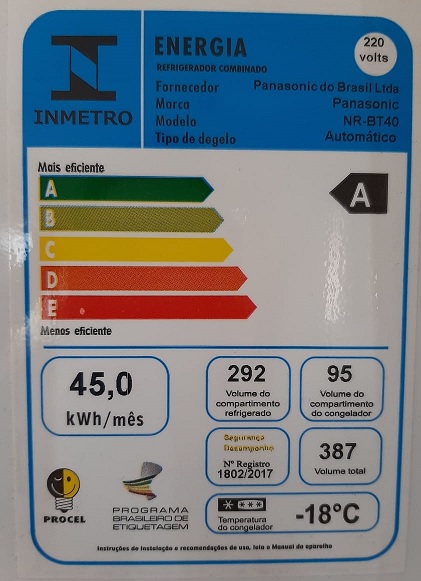 INMETRO
ENERGIA
REFRIGERADOR COMBINADO
220
volts
Fornecedor Panasonic do Brasil Ltda
Marca Panasonic
Modelo NR-BT40
Tipo de degelo Automático
Mais eficiente
A
B
C
D
E
Menos eficiente
A
45,0
kWh/mês
292
Volume do
compartimento
refrigerado
95
Volume do
compartimento
do congelador
Segurança
Desempenho
Nº Registro
1802/2017
387
Volume total
PROCEL
PROGRAMA
BRASILEIRO DE
ETIQUETAGEM
Temperatura
do congelador
-18°C
Instruções de instalação e recomendações de uso, leia o Manual do aparelho